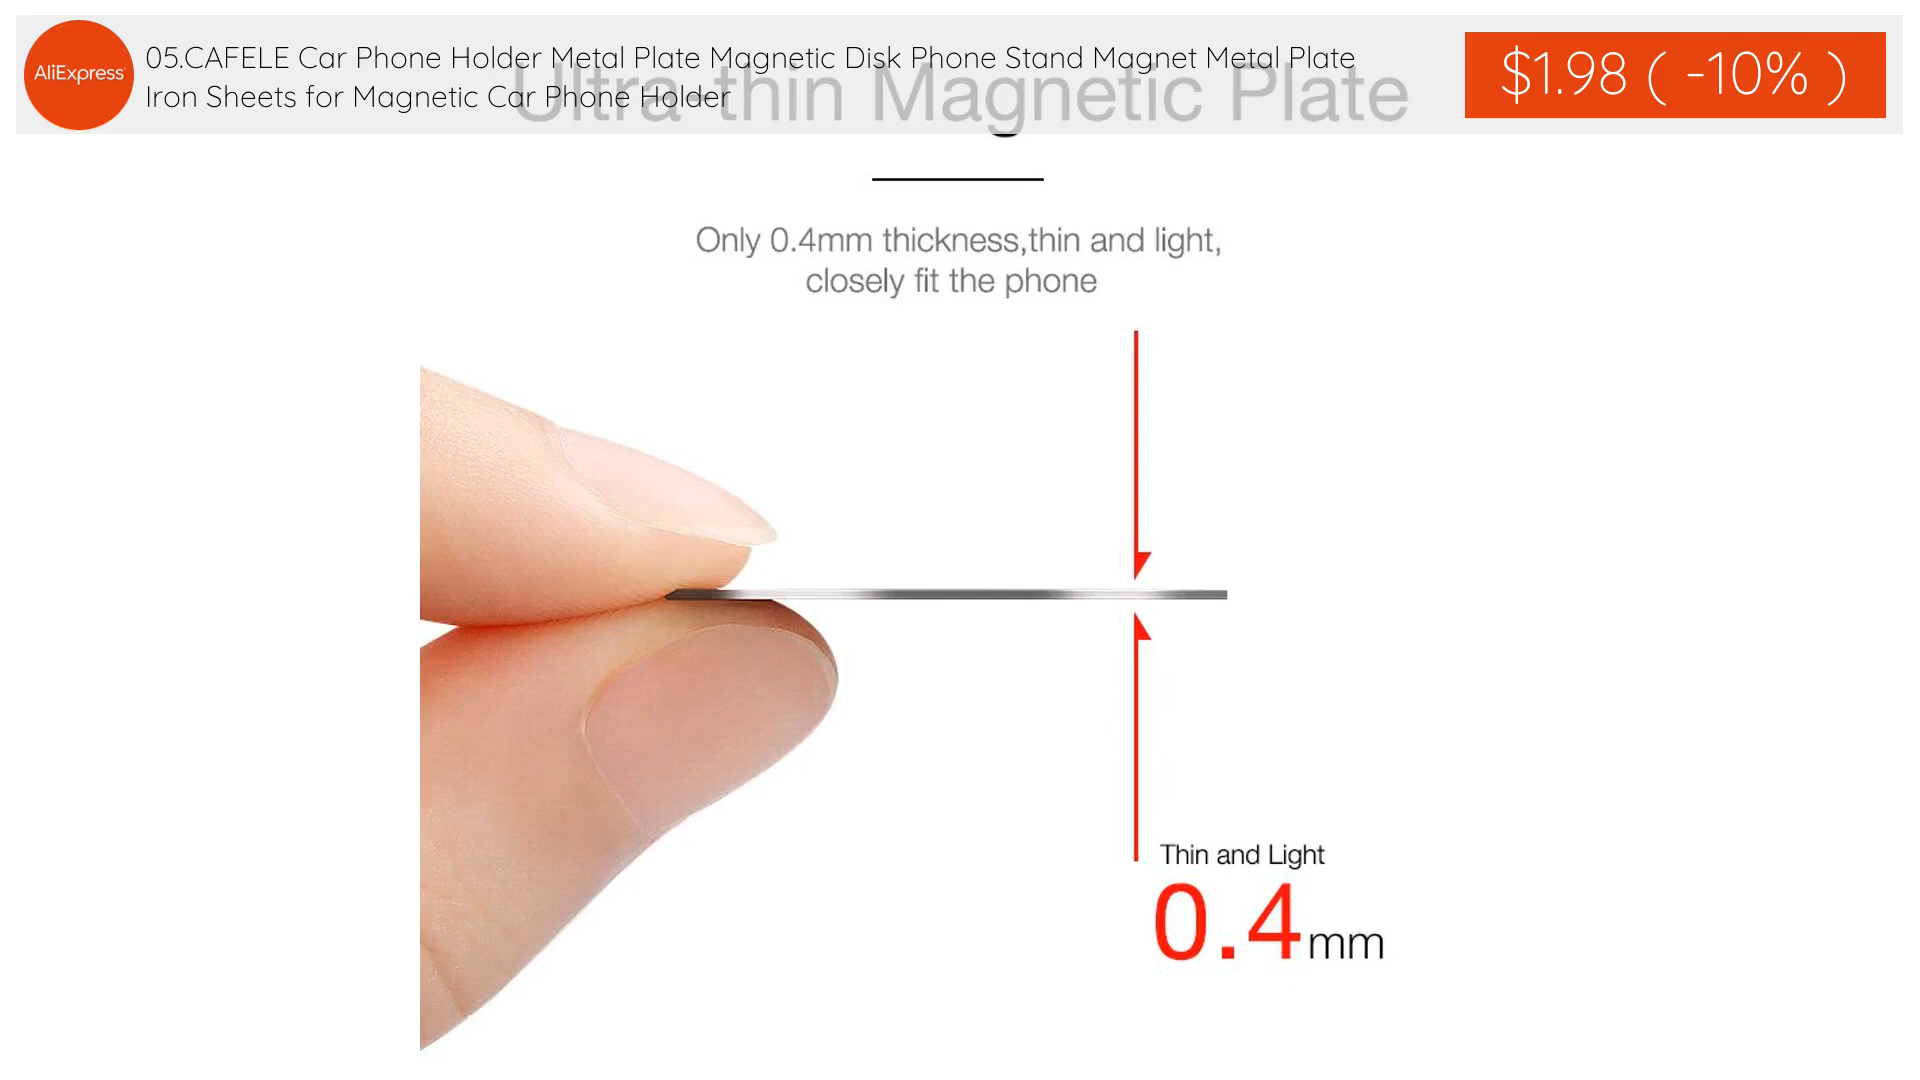 AliExpress
05.CAFELE Car Phone Holder Metal Plate Magnetic Disk Phone Stand Magnet Metal Plate
Iron Sheets for Magnetic Car Phone Holder
$1.98 ( -10% )
Ultra-thin Magnetic Plate
Only 0.4mm thickness,thin and light,
closely fit the phone
Thin and Light
0.4mm